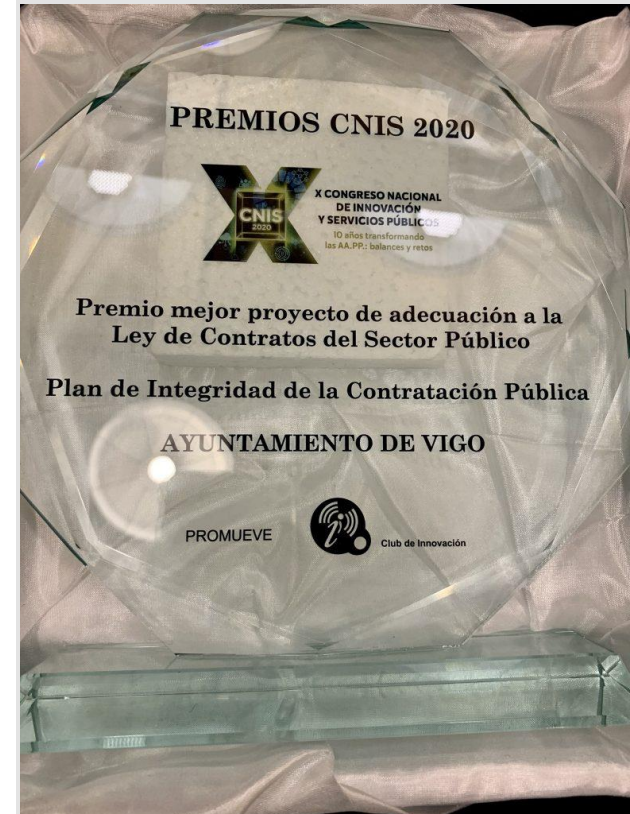 PREMIOS CNIS 2020
CNIS
2020
X CONGRESO NACIONAL
DE INNOVACIÓN
Y SERVICIOS PÚBLICOS
10 años transformando
las AA.PP.: balances y retos
Premio mejor proyecto de adecuación a la
Ley de Contratos del Sector Público
Plan de Integridad de la Contratación Pública
AYUNTAMIENTO DE VIGO
PROMUEVE
Club de Innovación